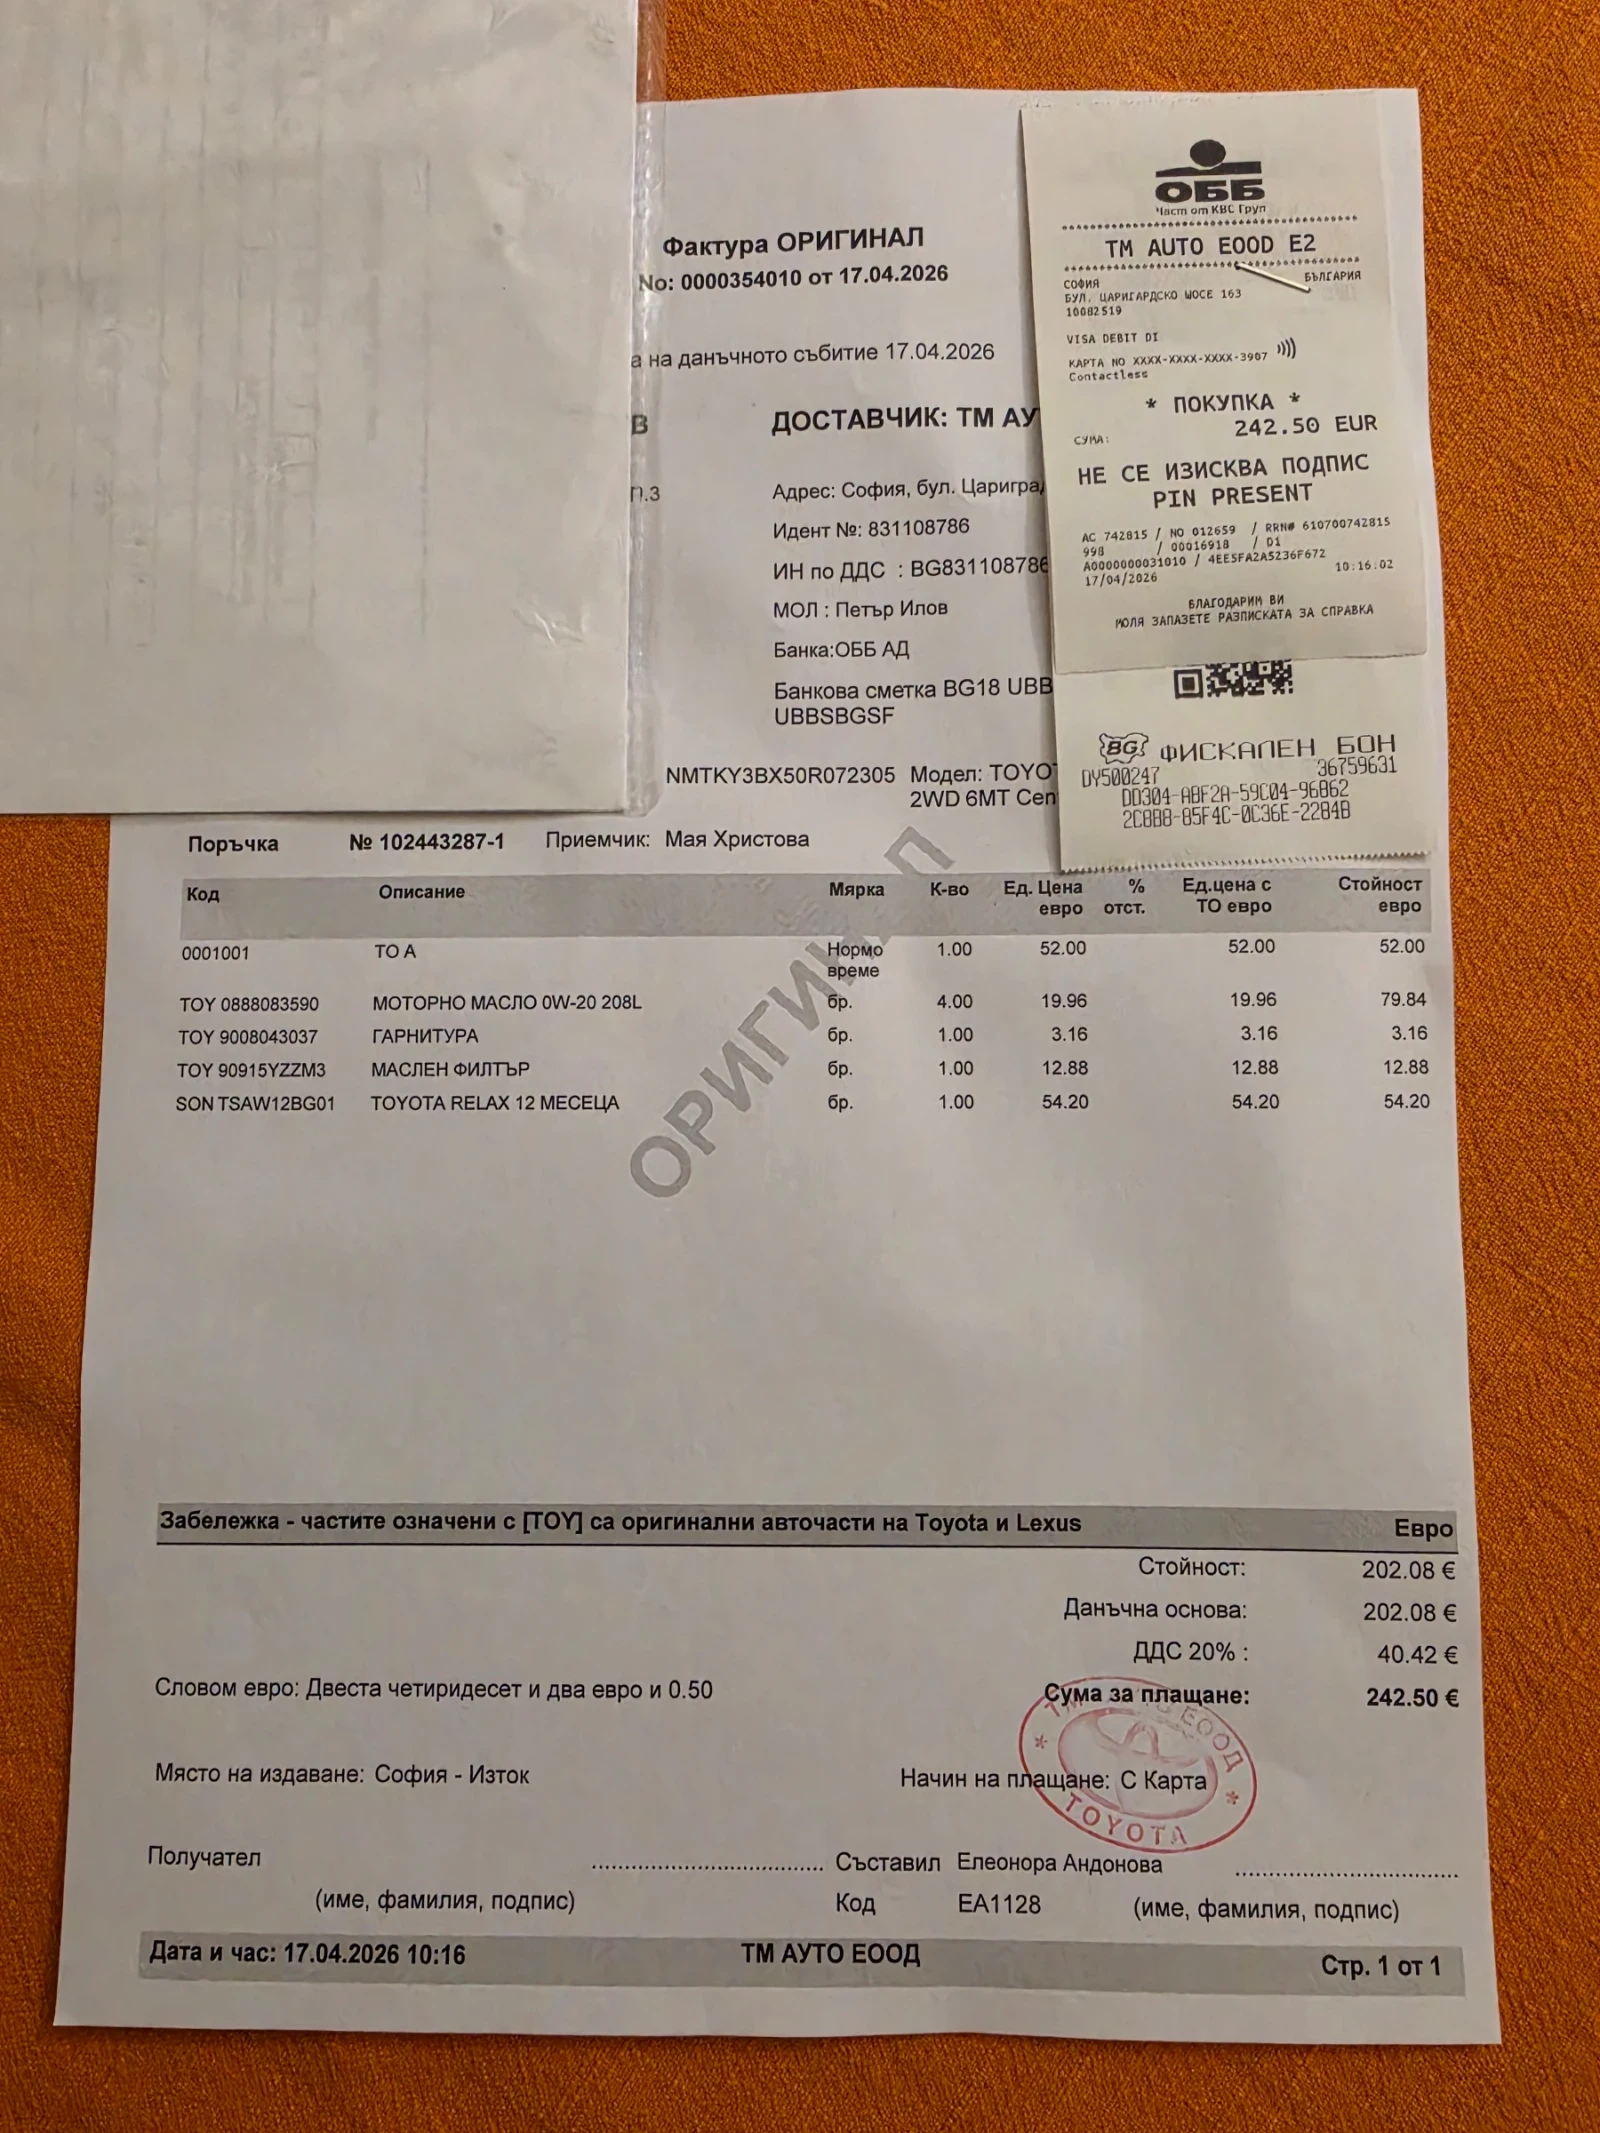 Фактура ОРИГИНАЛ
No: 0000354010 от 17.04.2026
а на данъчното събитие 17.04.2026
В
ДОСТАВЧИК: ТМ АУ
П.3
Адрес: София, бул. Цариград
Идент №: 831108786
ИН по ДДС : BG831108786
МОЛ : Петър Илов
Банка:ОББ АД
Банкова сметка BG18 UBB
UBBSBGSF
NMTKY3BX50R072305 Модел: TOYOT
2WD 6MT Cen
ОББ
Част от KBC Груп
TM AUTO EOOD E2
БЪЛГАРИЯ
СОФИЯ
БУЛ. ЦАРИГАРДСКО ШОСЕ 163
10082519
VISA DEBIT DI
КАРТА NO XXXX-XXXX-XXXX-3907
Contactless
* ПОКУПКА *
СУМА: 242.50 EUR
НЕ СЕ ИЗИСКВА ПОДПИС
PIN PRESENT
AC 742815 / NO 012659 / RRN# 610700742815
998 / 00016918 / D1
A0000000031010 / 4EE5FA2A5236F672
17/04/2026 10:16:02
БЛАГОДАРИМ ВИ
МОЛЯ ЗАПАЗЕТЕ РАЗПИСКАТА ЗА СПРАВКА
BG ФИСКАЛЕН БОН
DY500247 36759631
DD304-ABF2A-59C04-96B62
2C8B8-85F4C-0C36E-2284B
Поръчка № 102443287-1 Приемчик: Мая Христова
Код Описание Мярка К-во Ед. Цена евро % отст. Ед.цена с ТО евро Стойност евро
0001001 ТО А Нормо време 1.00 52.00 52.00 52.00
TOY 0888083590 МОТОРНО МАСЛО 0W-20 208L бр. 4.00 19.96 19.96 79.84
TOY 9008043037 ГАРНИТУРА бр. 1.00 3.16 3.16 3.16
TOY 90915YZZM3 МАСЛЕН ФИЛТЪР бр. 1.00 12.88 12.88 12.88
SON TSAW12BG01 TOYOTA RELAX 12 МЕСЕЦА бр. 1.00 54.20 54.20 54.20
ОРИГИНАЛ
Забележка - частите означени с [TOY] са оригинални авточасти на Toyota и Lexus Евро
Стойност: 202.08 €
Данъчна основа: 202.08 €
ДДС 20% : 40.42 €
Словом евро: Двеста четиридесет и два евро и 0.50 Сума за плащане: 242.50 €
Място на издаване: София - Изток Начин на плащане: С Карта
ЕООД
TOYOTA
Получател Съставил Елеонора Андонова
(име, фамилия, подпис) Код EA1128 (име, фамилия, подпис)
Дата и час: 17.04.2026 10:16 ТМ АУТО ЕООД Стр. 1 от 1